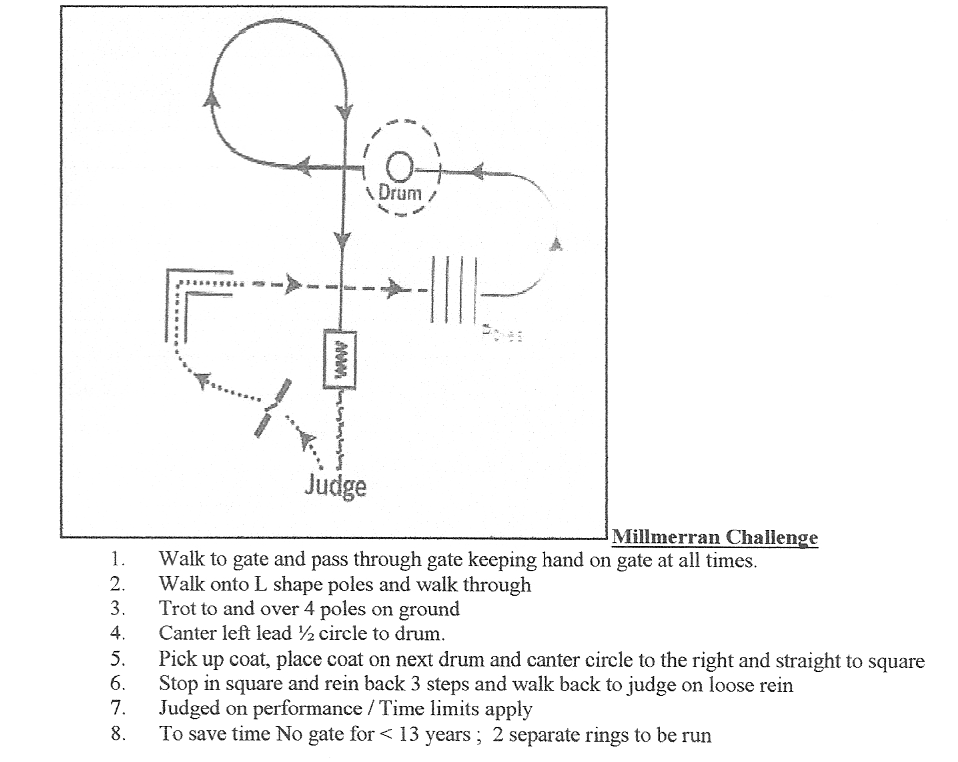 Drum
Poles
Judge
Millmerran Challenge
1. Walk to gate and pass through gate keeping hand on gate at all times.
2. Walk onto L shape poles and walk through
3. Trot to and over 4 poles on ground
4. Canter left lead ½ circle to drum.
5. Pick up coat, place coat on next drum and canter circle to the right and straight to square
6. Stop in square and rein back 3 steps and walk back to judge on loose rein
7. Judged on performance / Time limits apply
8. To save time No gate for < 13 years ; 2 separate rings to be run